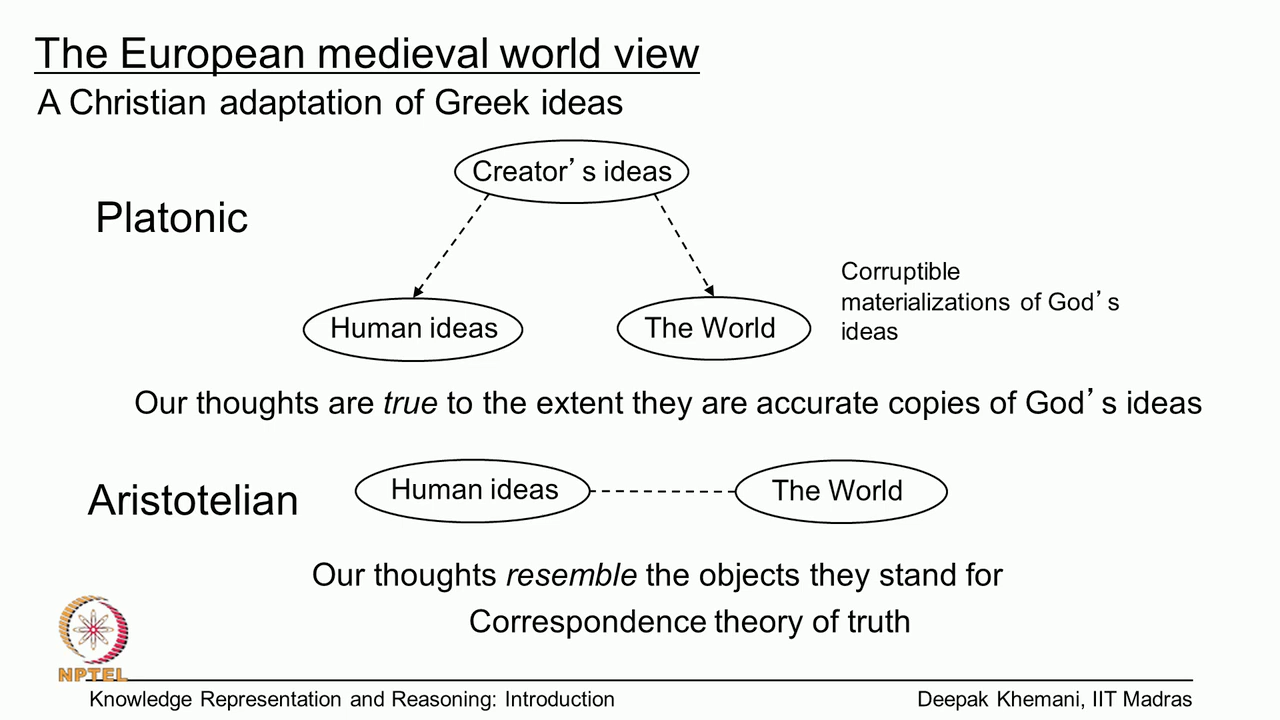 The European medieval world view
A Christian adaptation of Greek ideas
Creator’s ideas
Platonic
Human ideas
The World
Corruptible
materializations of God’s
ideas
Our thoughts are true to the extent they are accurate copies of God’s ideas
Aristotelian
Human ideas
The World
Our thoughts resemble the objects they stand for
Correspondence theory of truth
NPTEL
Knowledge Representation and Reasoning: Introduction
Deepak Khemani, IIT Madras